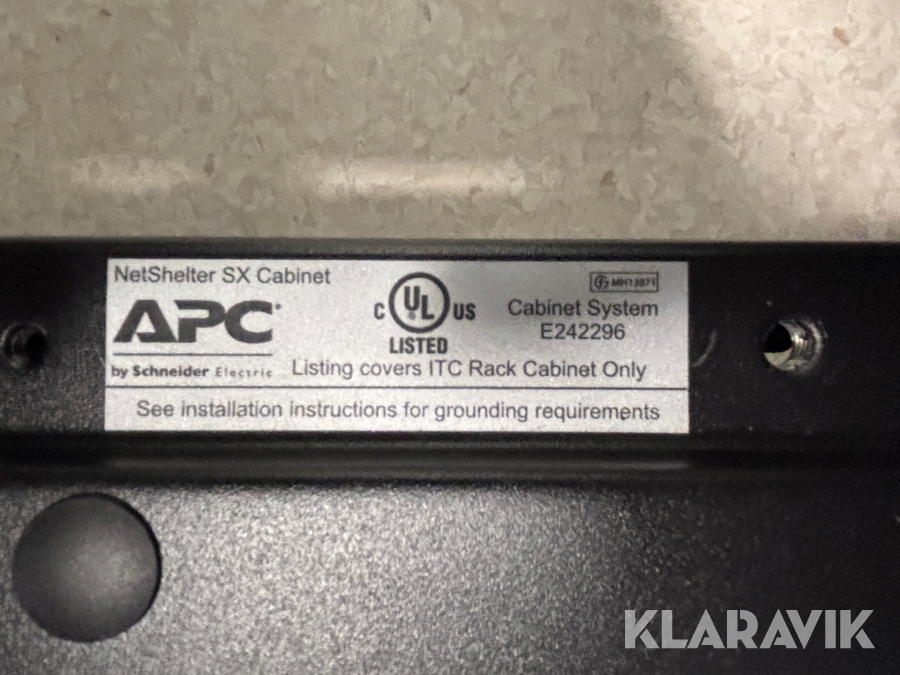 NetShelter SX Cabinet
APC
by Schneider Electric
C UL US
LISTED
MH13971
Cabinet System
E242296
Listing covers ITC Rack Cabinet Only
See installation instructions for grounding requirements
KLARAVIK